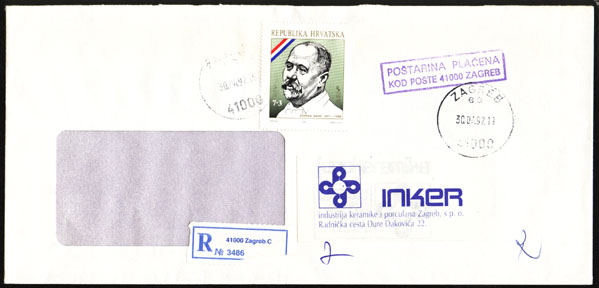 REPUBLIKA HRVATSKA
7+3
41000
POŠTARINA PLAĆENA
KOD POŠTE 41000 ZAGREB
ZAGREB
30.04.92.11
41000
INKER
industrija keramike i porculana Zagreb, s p. o.
Radnička cesta Đure Đakovića 22
R
41000 Zagreb C
№ 3486